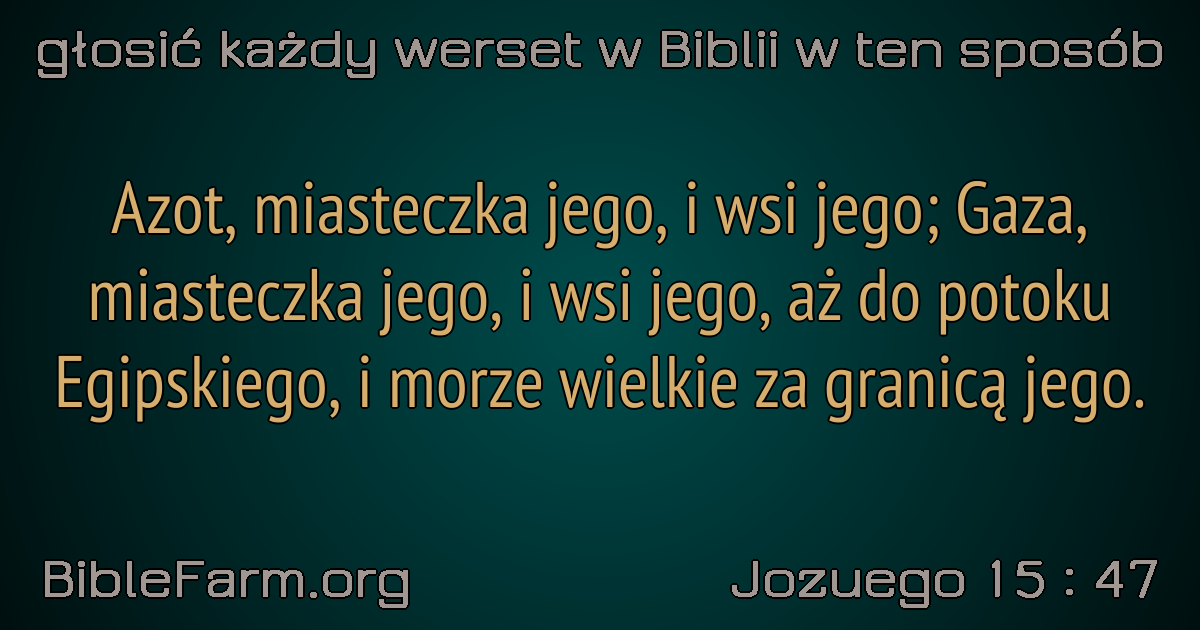 głosić każdy werset w Biblii w ten sposób
Azot, miasteczka jego, i wsi jego; Gaza,
miasteczka jego, i wsi jego, aż do potoku
Egipskiego, i morze wielkie za granicą jego.
BibleFarm.org
Jozuego 15 : 47